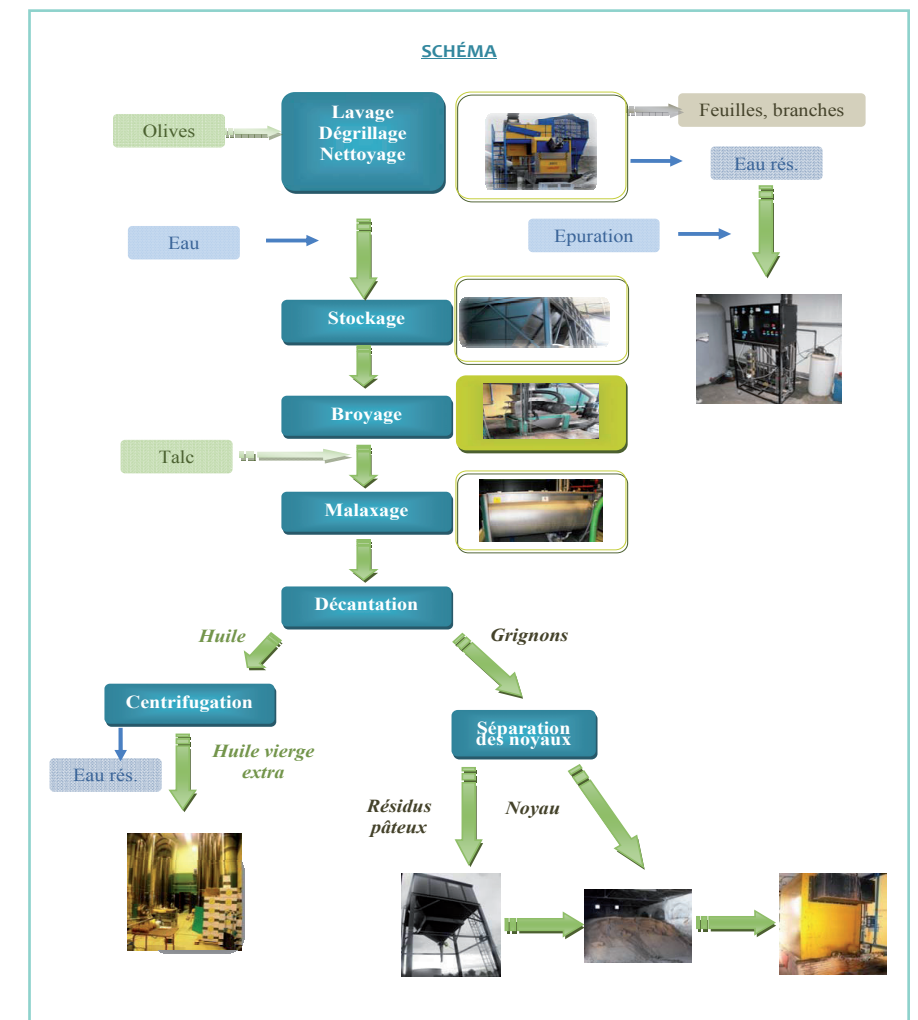 SCHÉMA
Lavage
Dégrillage
Nettoyage
Olives
Feuilles, branches
Eau rés.
Eau
Epuration
Stockage
Broyage
Talc
Malaxage
Décantation
Huile
Grignons
Centrifugation
Séparation
des noyaux
Huile vierge
extra
Eau rés.
Résidus
pâteux
Noyau